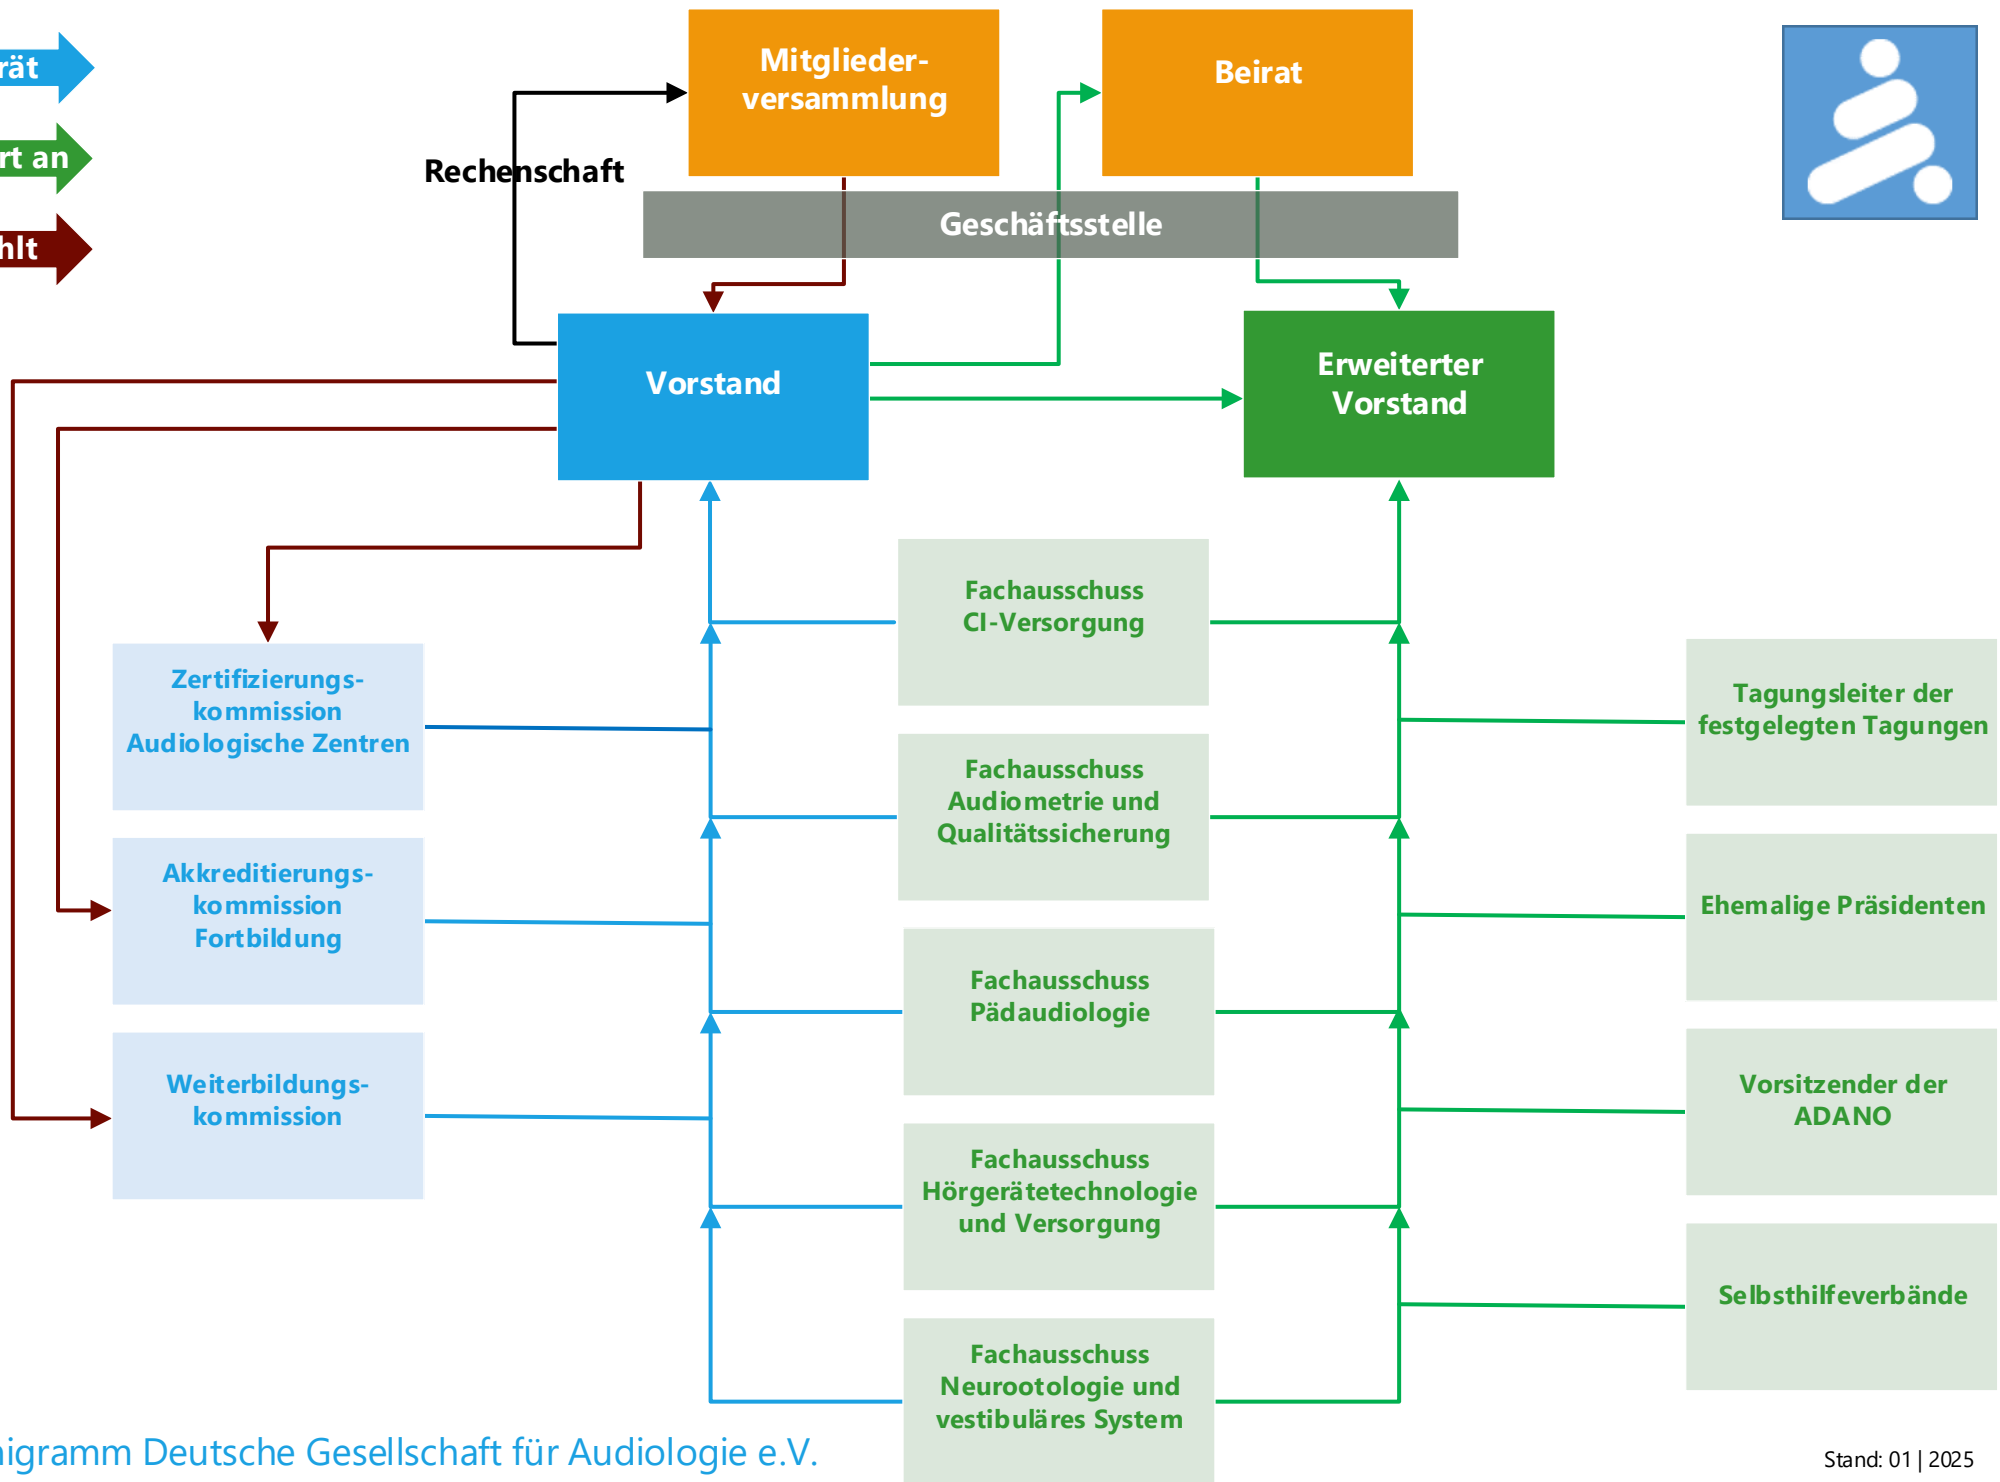 rät
rt an
hlt
Mitglieder-
versammlung
Beirat
Rechenschaft
Geschäftsstelle
Vorstand
Erweiterter
Vorstand
Fachausschuss
CI-Versorgung
Zertifizierungs-
kommission
Audiologische Zentren
Tagungsleiter der
festgelegten Tagungen
Fachausschuss
Audiometrie und
Qualitätssicherung
Akkreditierungs-
kommission
Fortbildung
Ehemalige Präsidenten
Fachausschuss
Pädaudiologie
Weiterbildungs-
kommission
Vorsitzender der
ADANO
Fachausschuss
Hörgerätetechnologie
und Versorgung
Selbsthilfeverbände
Fachausschuss
Neurootologie und
vestibuläres System
nigramm Deutsche Gesellschaft für Audiologie e.V.
Stand: 01 | 2025